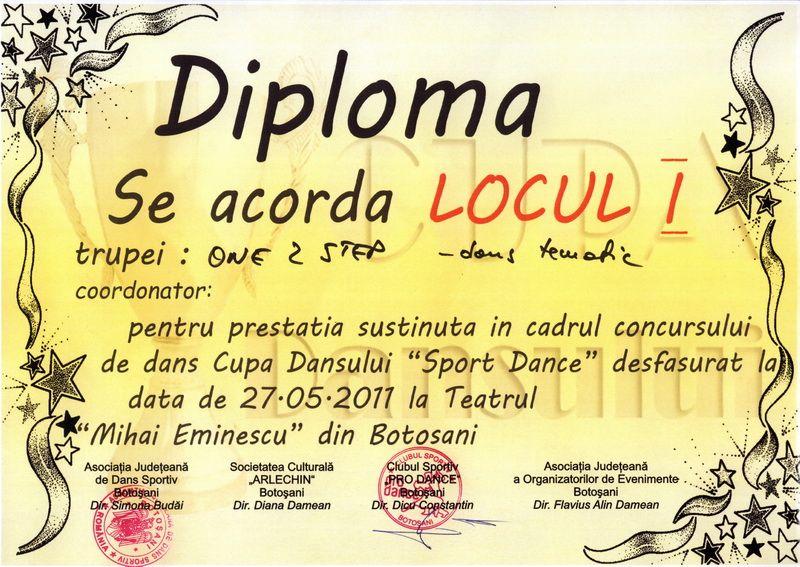 Diploma
Se acorda LOCUL I
trupei : ONE 2 STEP - dans tematic
coordonator:
pentru prestatia sustinuta in cadrul concursului
de dans Cupa Dansului "Sport Dance" desfasurat la
data de 27·05·2011 la Teatrul
"Mihai Eminescu" din Botosani
Asociația Județeană
de Dans Sportiv
Botoșani
Dir. Simona Budăi
Societatea Culturală
„ARLECHIN“
Botoșani
Dir. Diana Damean
Clubul Sportiv
„PRO DANCE“
Botoșani
Dir. Dicu Constantin
Asociația Județeană
a Organizatorilor de Evenimente
Botoșani
Dir. Flavius Alin Damean
CUPA
Dansului